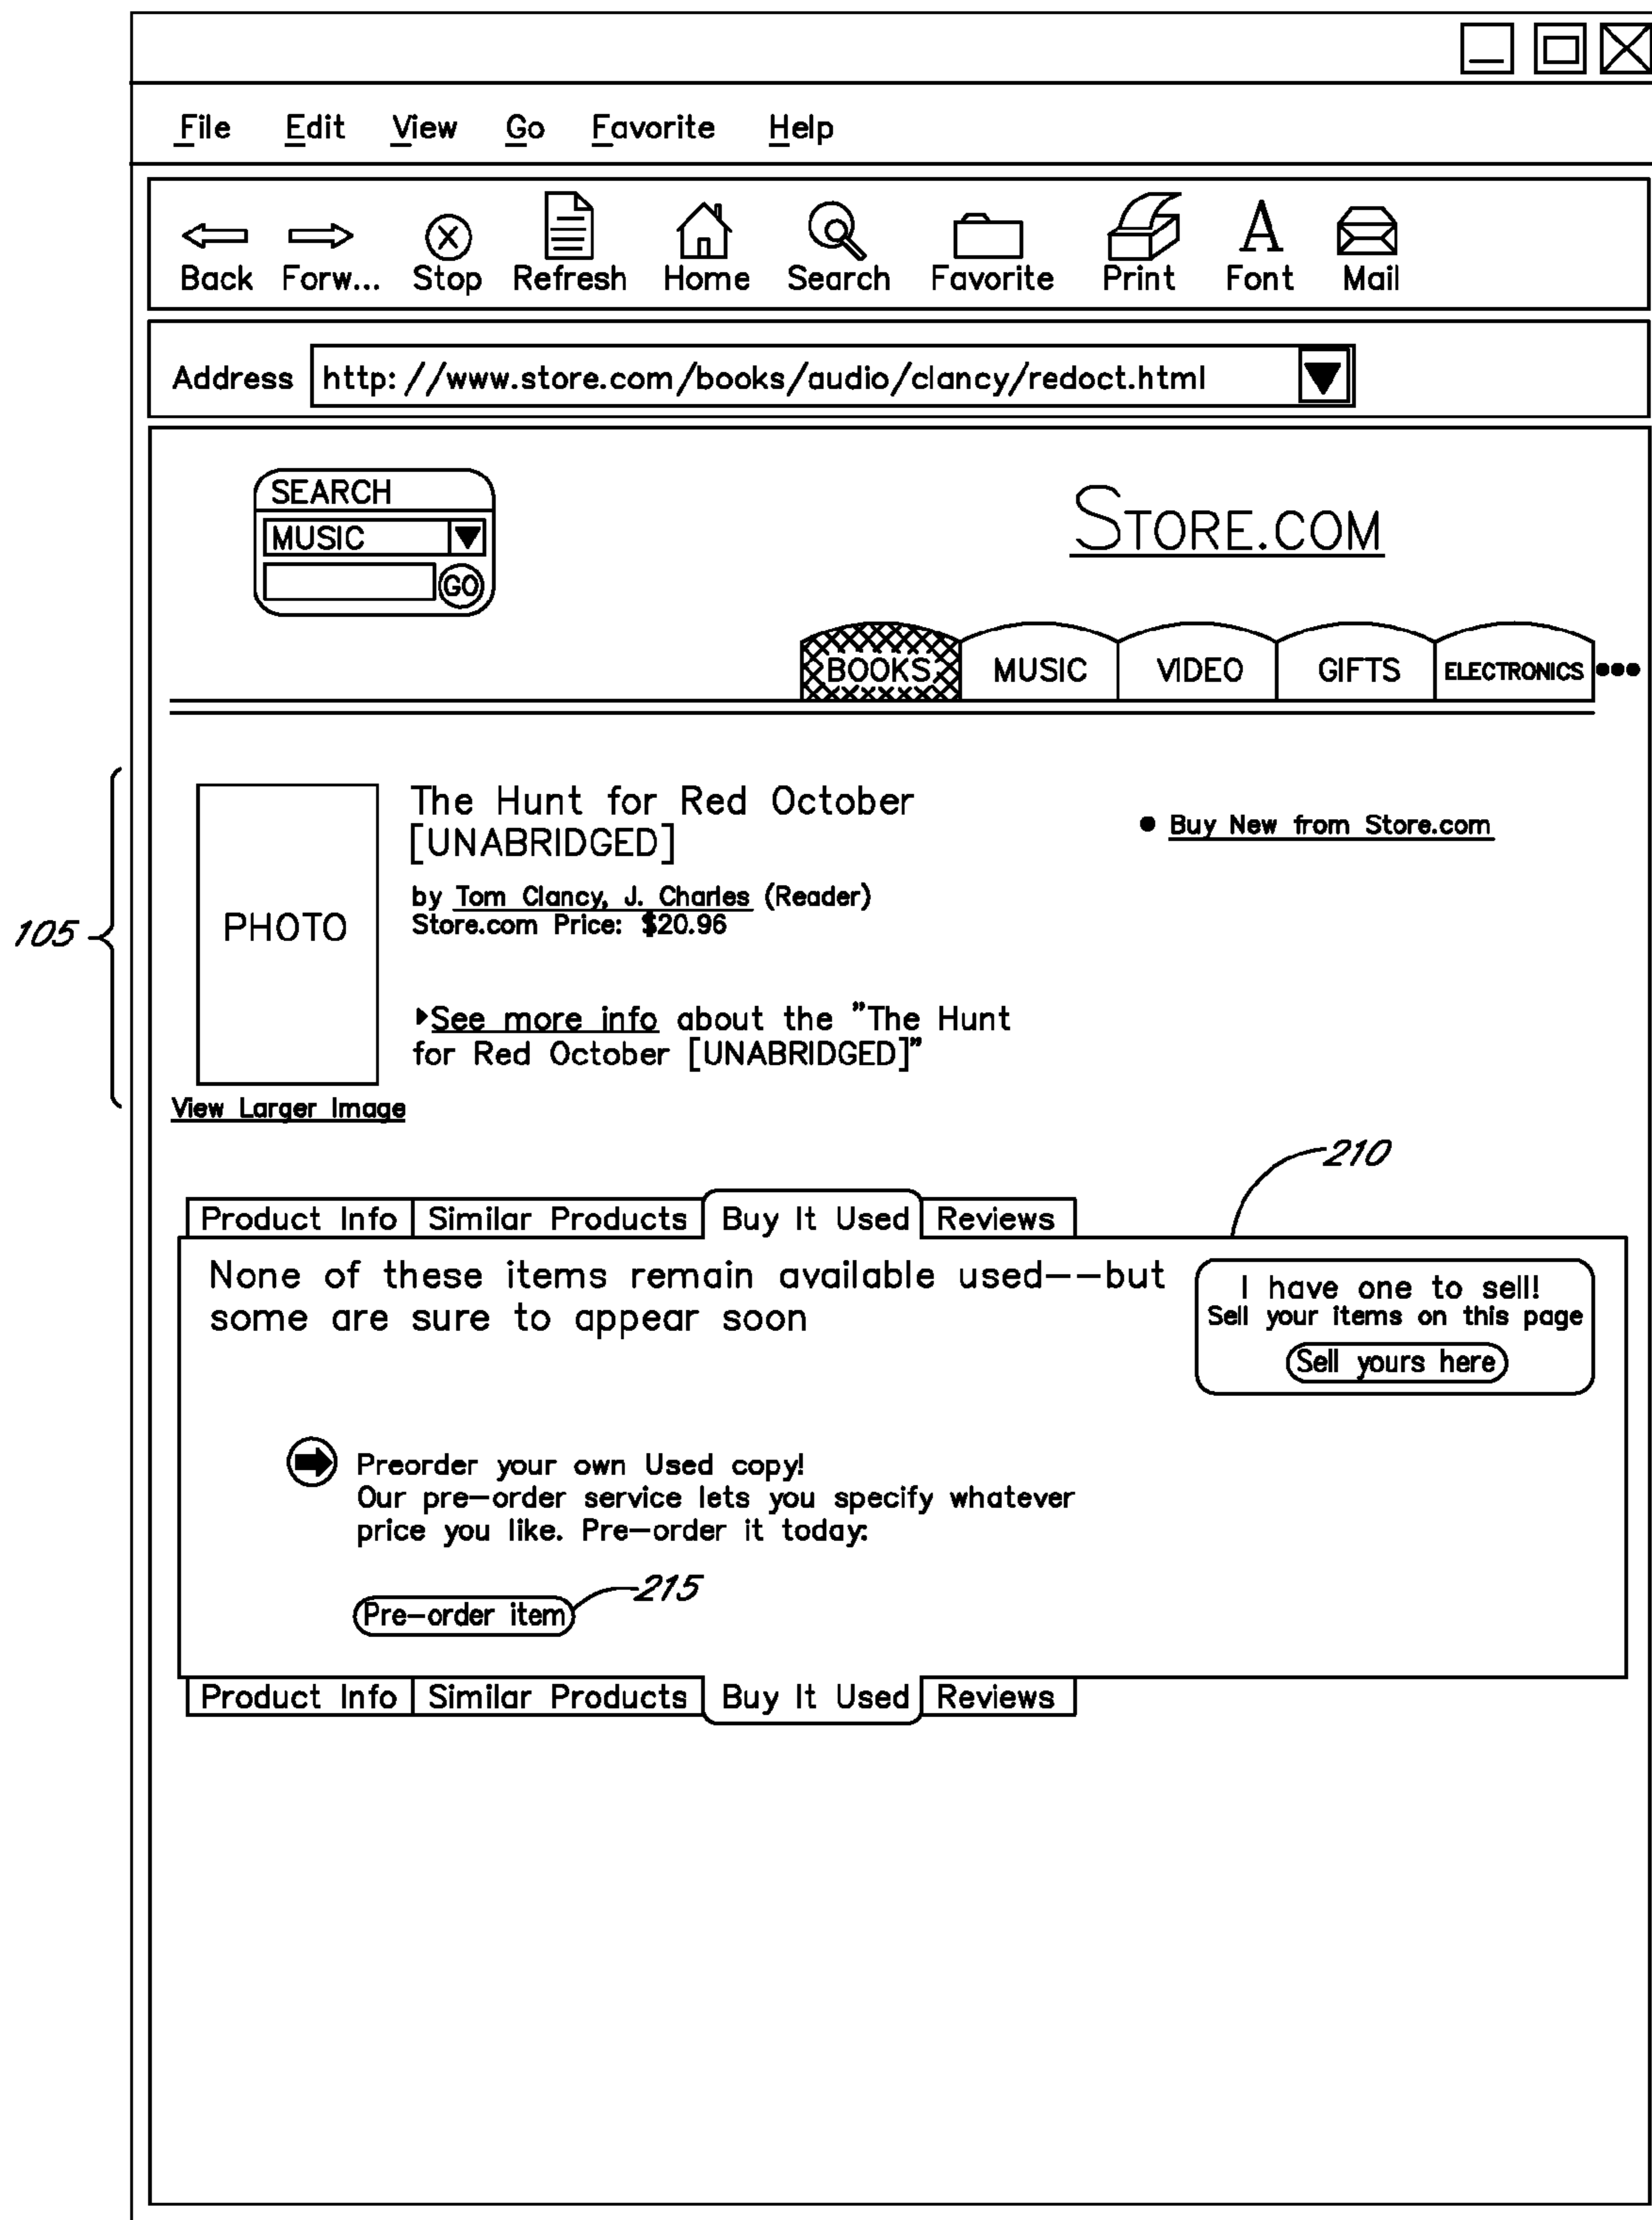 File Edit View Go Favorite Help
Back Forw... Stop Refresh Home Search Favorite Print Font Mail
Address http://www.store.com/books/audio/clancy/redoct.html
SEARCH
MUSIC
GO
STORE.COM
BOOKS MUSIC VIDEO GIFTS ELECTRONICS •••
105
PHOTO
The Hunt for Red October
[UNABRIDGED]
by Tom Clancy, J. Charles (Reader)
Store.com Price: $20.96
• Buy New from Store.com
See more info about the "The Hunt
for Red October [UNABRIDGED]"
View Larger Image
210
Product Info Similar Products Buy It Used Reviews
None of these items remain available used--but
some are sure to appear soon
I have one to sell!
Sell your items on this page
Sell yours here
Preorder your own Used copy!
Our pre-order service lets you specify whatever
price you like. Pre-order it today:
Pre-order item
215
Product Info Similar Products Buy It Used Reviews